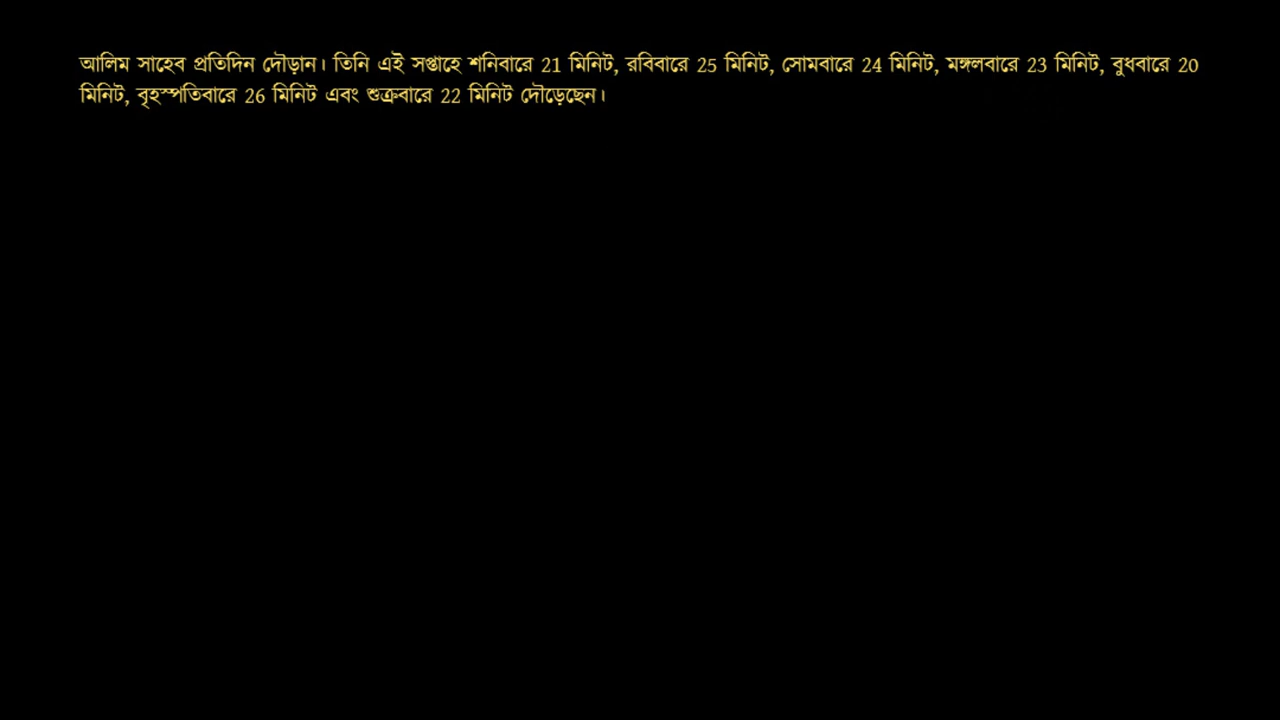 আলিম সাহেব প্রতিদিন দৌড়ান। তিনি এই সপ্তাহে শনিবারে 21 মিনিট, রবিবারে 25 মিনিট, সোমবারে 24 মিনিট, মঙ্গলবারে 23 মিনিট, বুধবারে 20
মিনিট, বৃহস্পতিবারে 26 মিনিট এবং শুক্রবারে 22 মিনিট দৌড়েছেন।